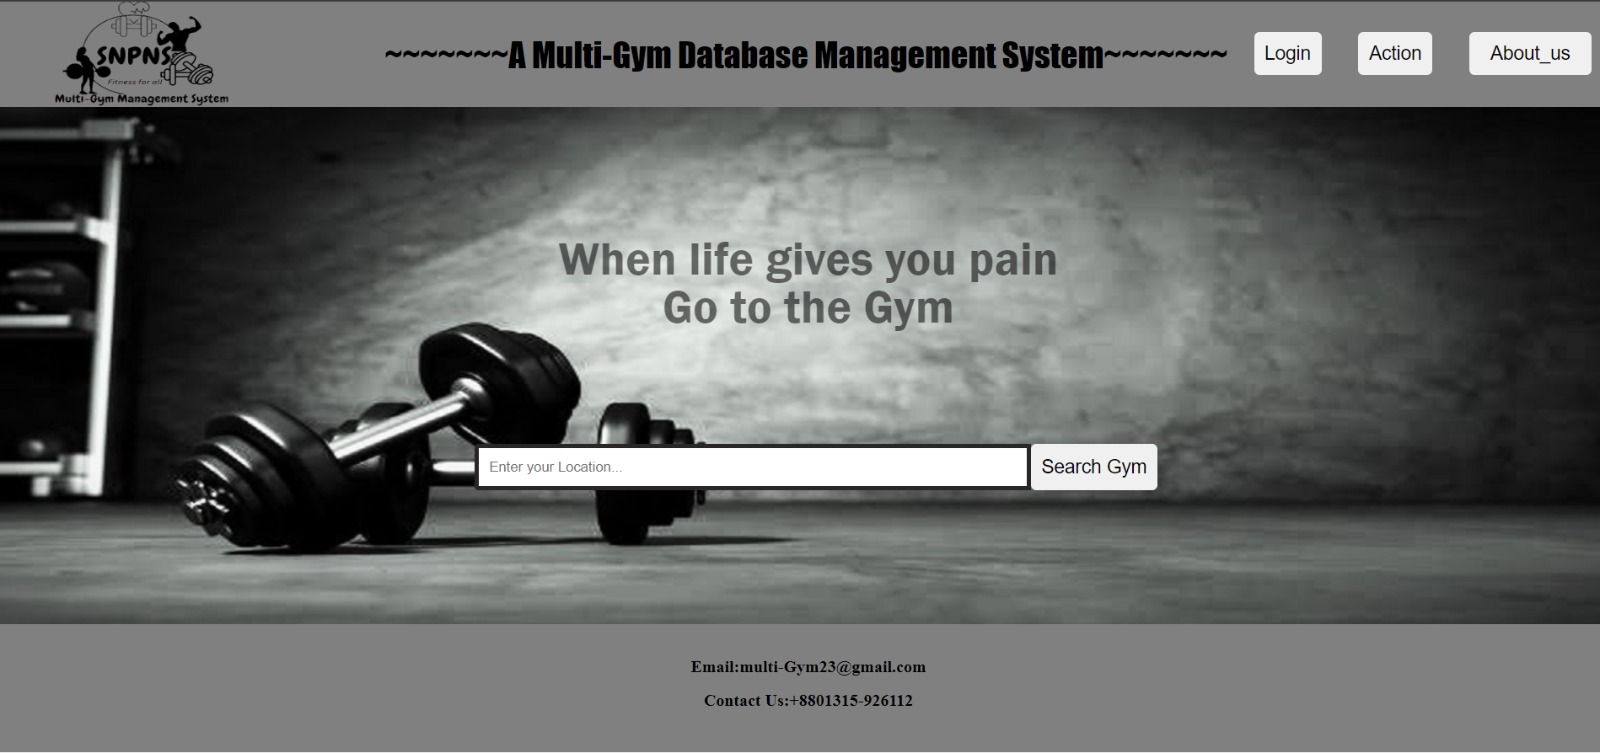 SNPNS
Fitness for all
Multi-Gym Management System
~~~~~~~A Multi-Gym Database Management System~~~~~~~
Login
Action
About_us
When life gives you pain
Go to the Gym
Enter your Location...
Search Gym
Email:multi-Gym23@gmail.com
Contact Us:+8801315-926112